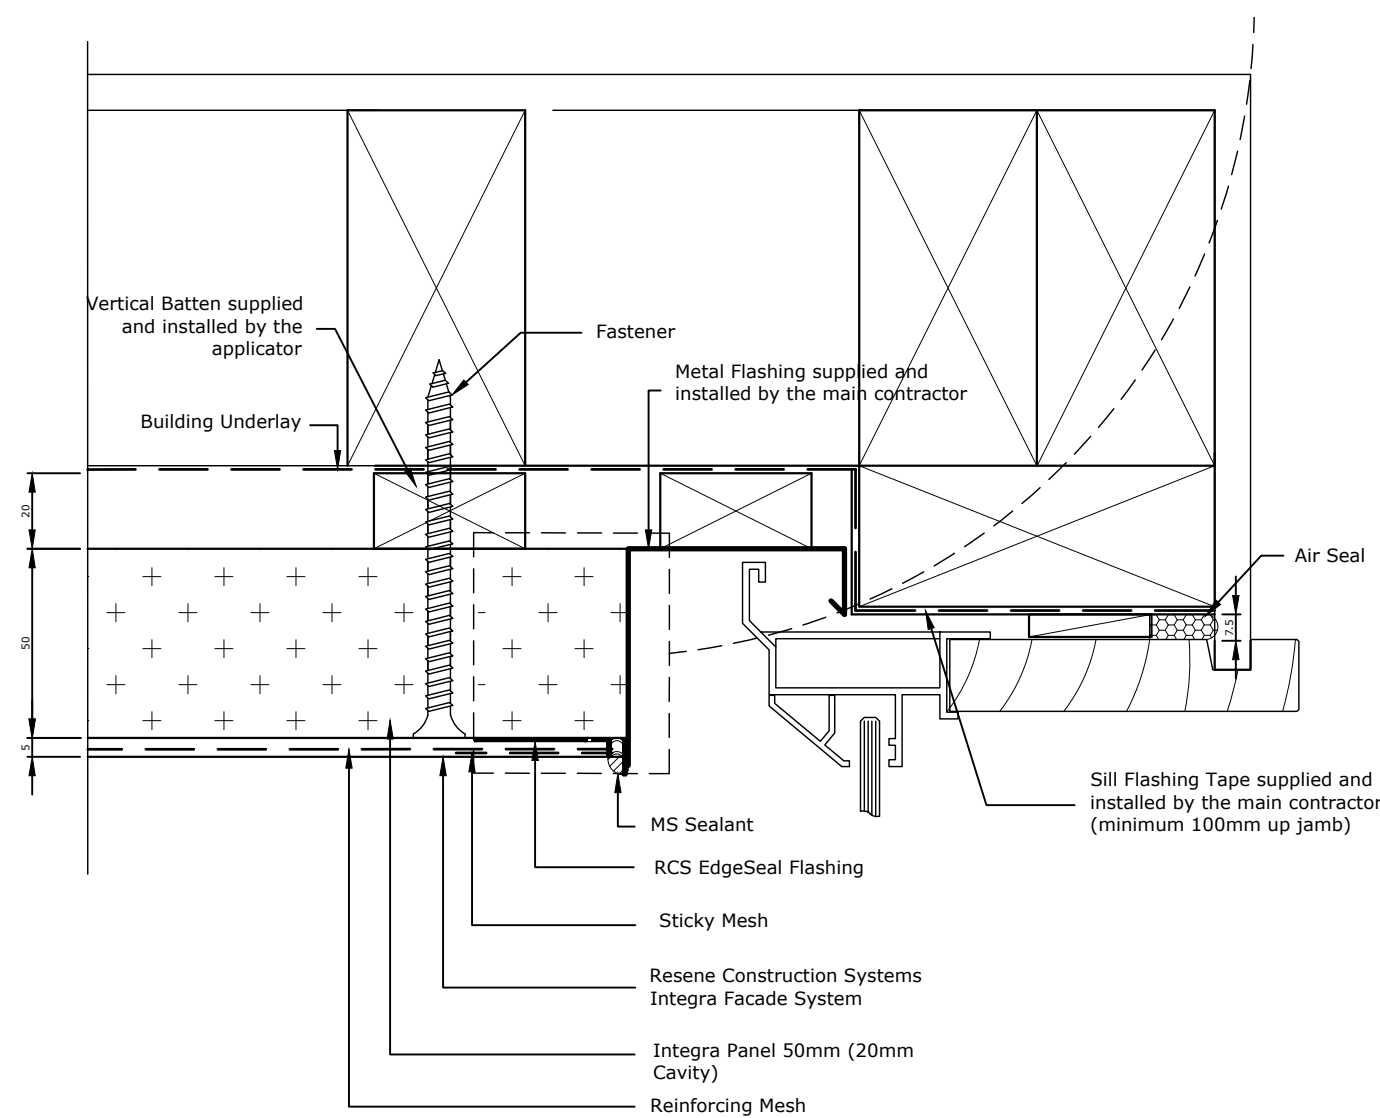 Vertical Batten supplied
and installed by the
applicator
Fastener
Metal Flashing supplied and
installed by the main contractor
Building Underlay
20
50
5
Air Seal
7.5
Sill Flashing Tape supplied and
installed by the main contractor
(minimum 100mm up jamb)
MS Sealant
RCS EdgeSeal Flashing
Sticky Mesh
Resene Construction Systems
Integra Facade System
Integra Panel 50mm (20mm
Cavity)
Reinforcing Mesh